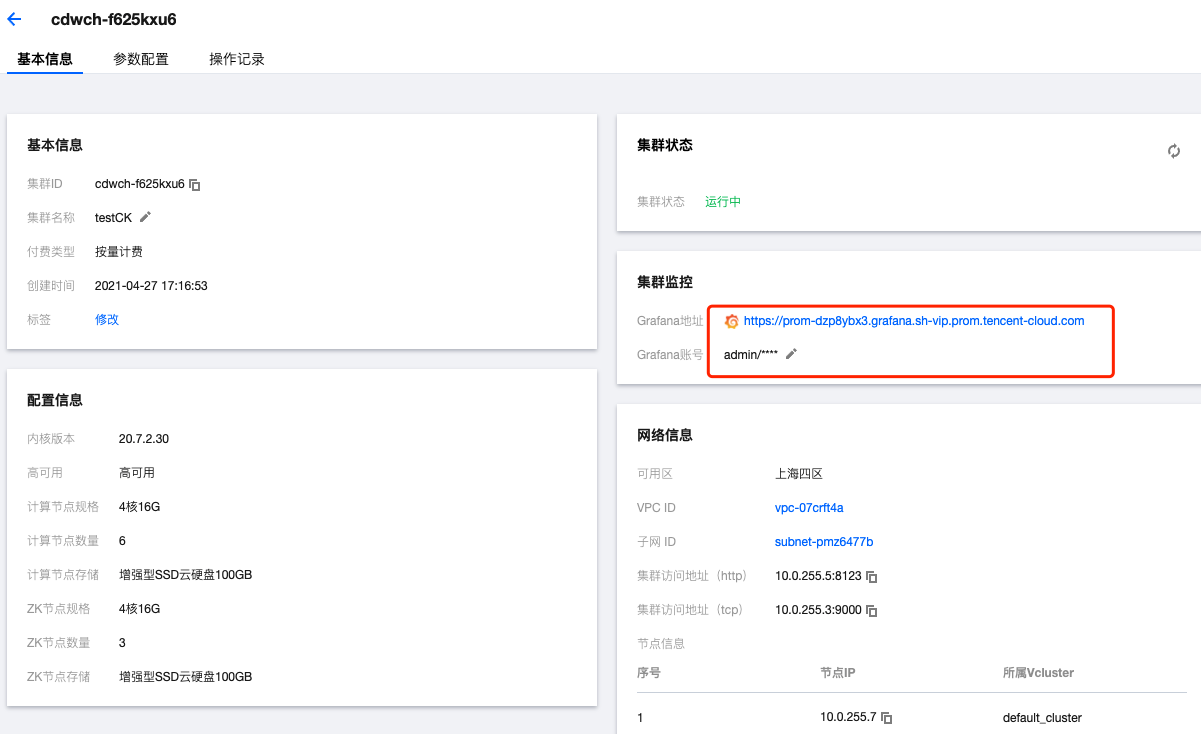 cdwch-f625kxu6
基本信息 参数配置 操作记录
基本信息
集群ID cdwch-f625kxu6
集群名称 testCK
付费类型 按量计费
创建时间 2021-04-27 17:16:53
标签 修改
配置信息
内核版本 20.7.2.30
高可用 高可用
计算节点规格 4核16G
计算节点数量 6
计算节点存储 增强型SSD云硬盘100GB
ZK节点规格 4核16G
ZK节点数量 3
ZK节点存储 增强型SSD云硬盘100GB
集群状态
集群状态 运行中
集群监控
Grafana地址 https://prom-dzp8ybx3.grafana.sh-vip.prom.tencent-cloud.com
Grafana账号 admin/****
网络信息
可用区 上海四区
VPC ID vpc-07crft4a
子网 ID subnet-pmz6477b
集群访问地址（http） 10.0.255.5:8123
集群访问地址（tcp） 10.0.255.3:9000
节点信息
序号 节点IP 所属Vcluster
1 10.0.255.7 default_cluster